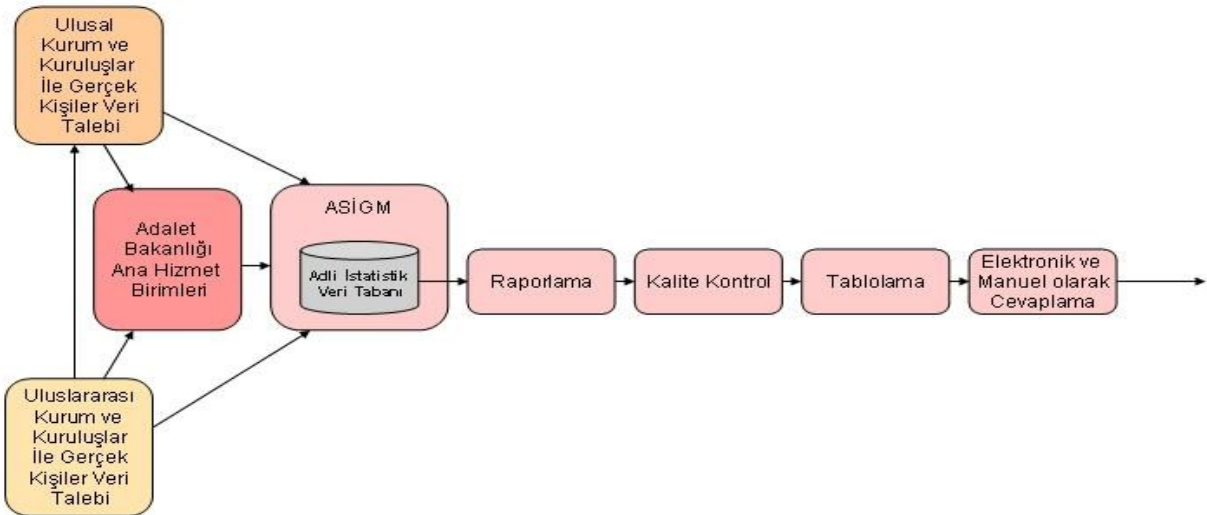 Ulusal
Kurum ve
Kuruluşlar
İle Gerçek
Kişiler Veri
Talebi
Adalet
Bakanlığı
Ana Hizmet
Birimleri
Uluslararası
Kurum ve
Kuruluşlar
İle Gerçek
Kişiler Veri
Talebi
ASİGM
Adli İstatistik
Veri Tabanı
Raporlama
Kalite Kontrol
Tablolama
Elektronik ve
Manuel olarak
Cevaplama